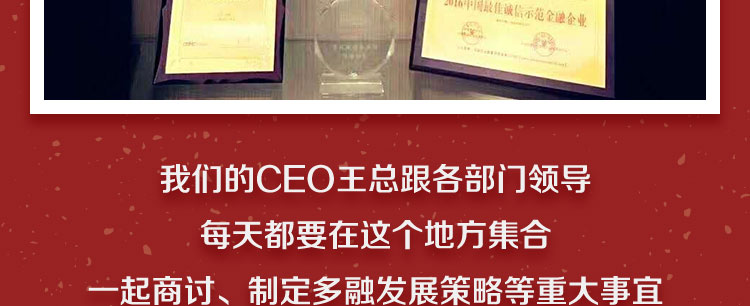 2016中国最佳诚信示范金融企业
我们的CEO王总跟各部门领导
每天都要在这个地方集合
一起商讨、制定多融发展策略等重大事宜